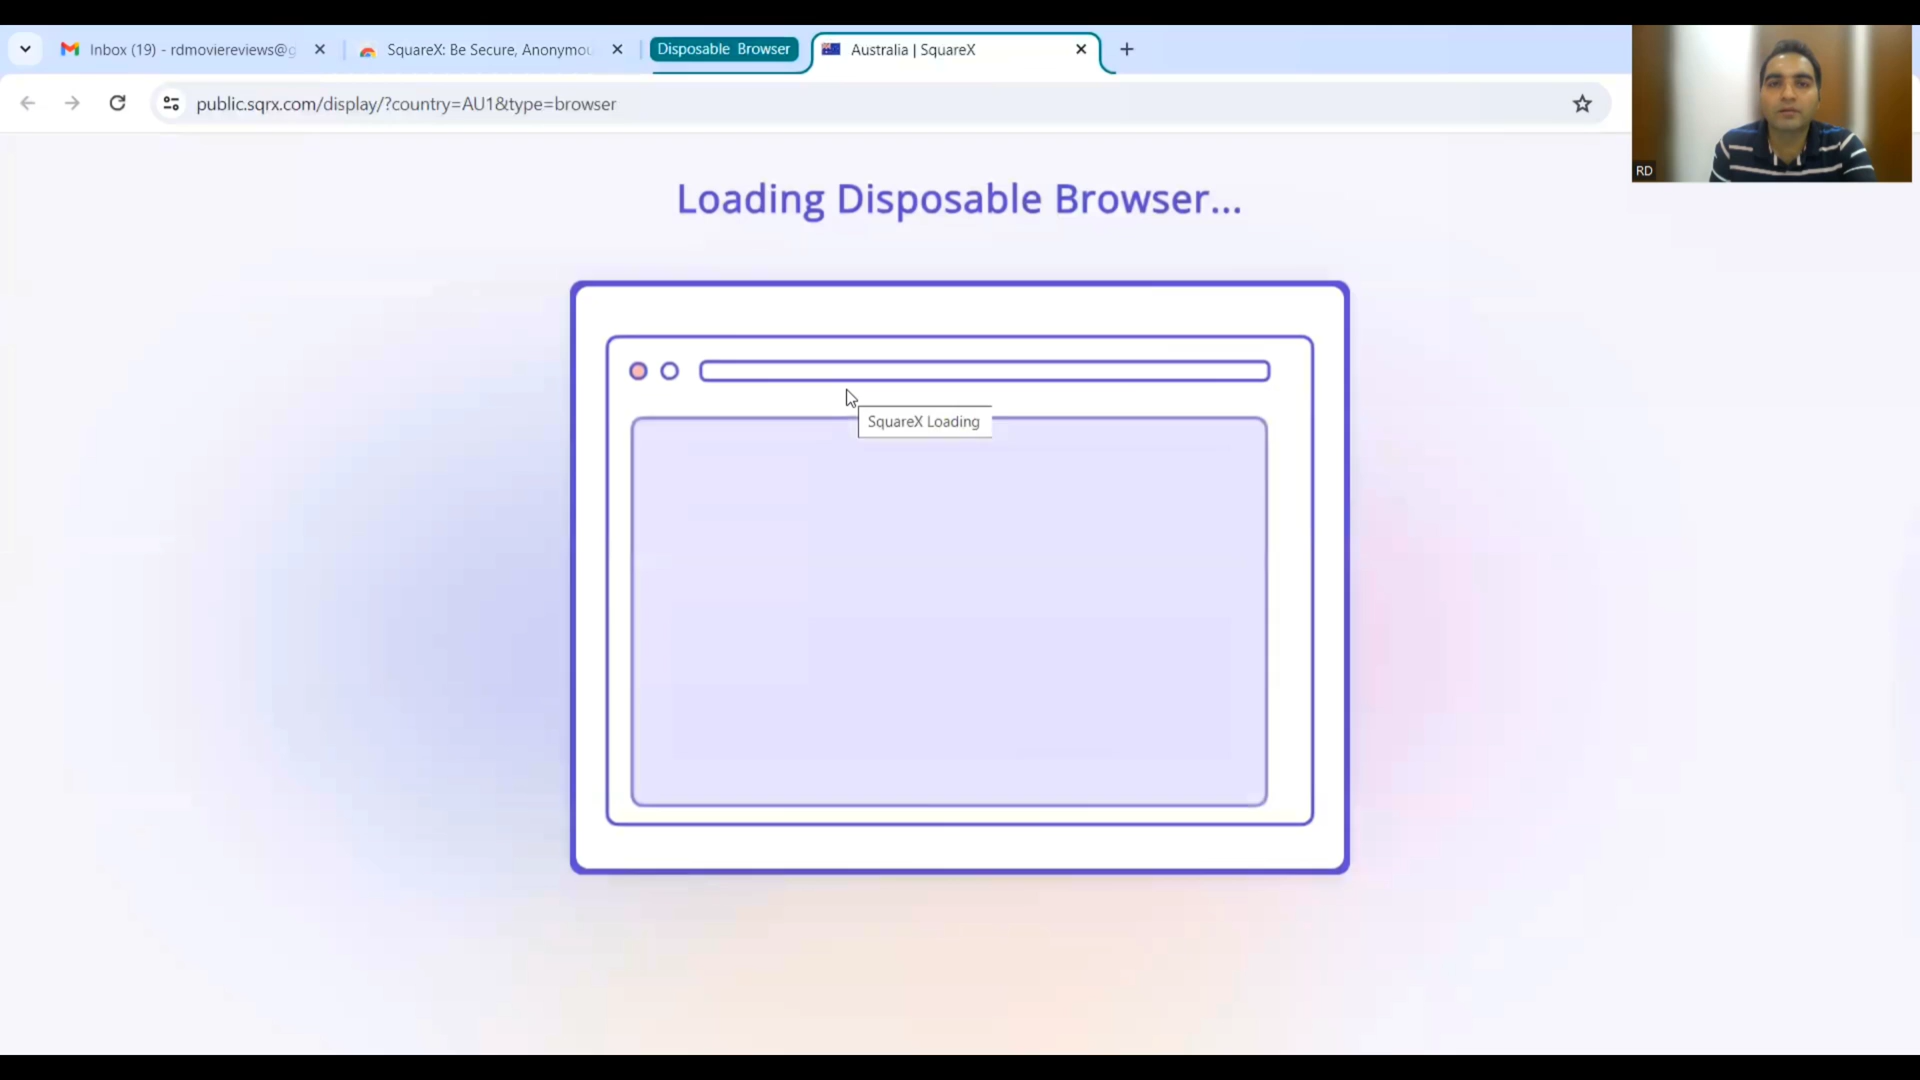 Inbox (19) - rdmoviereviews@g
SquareX: Be Secure, Anonymou
Disposable Browser
Australia | SquareX
public.sqrx.com/display/?country=AU1&type=browser
RD
Loading Disposable Browser...
SquareX Loading